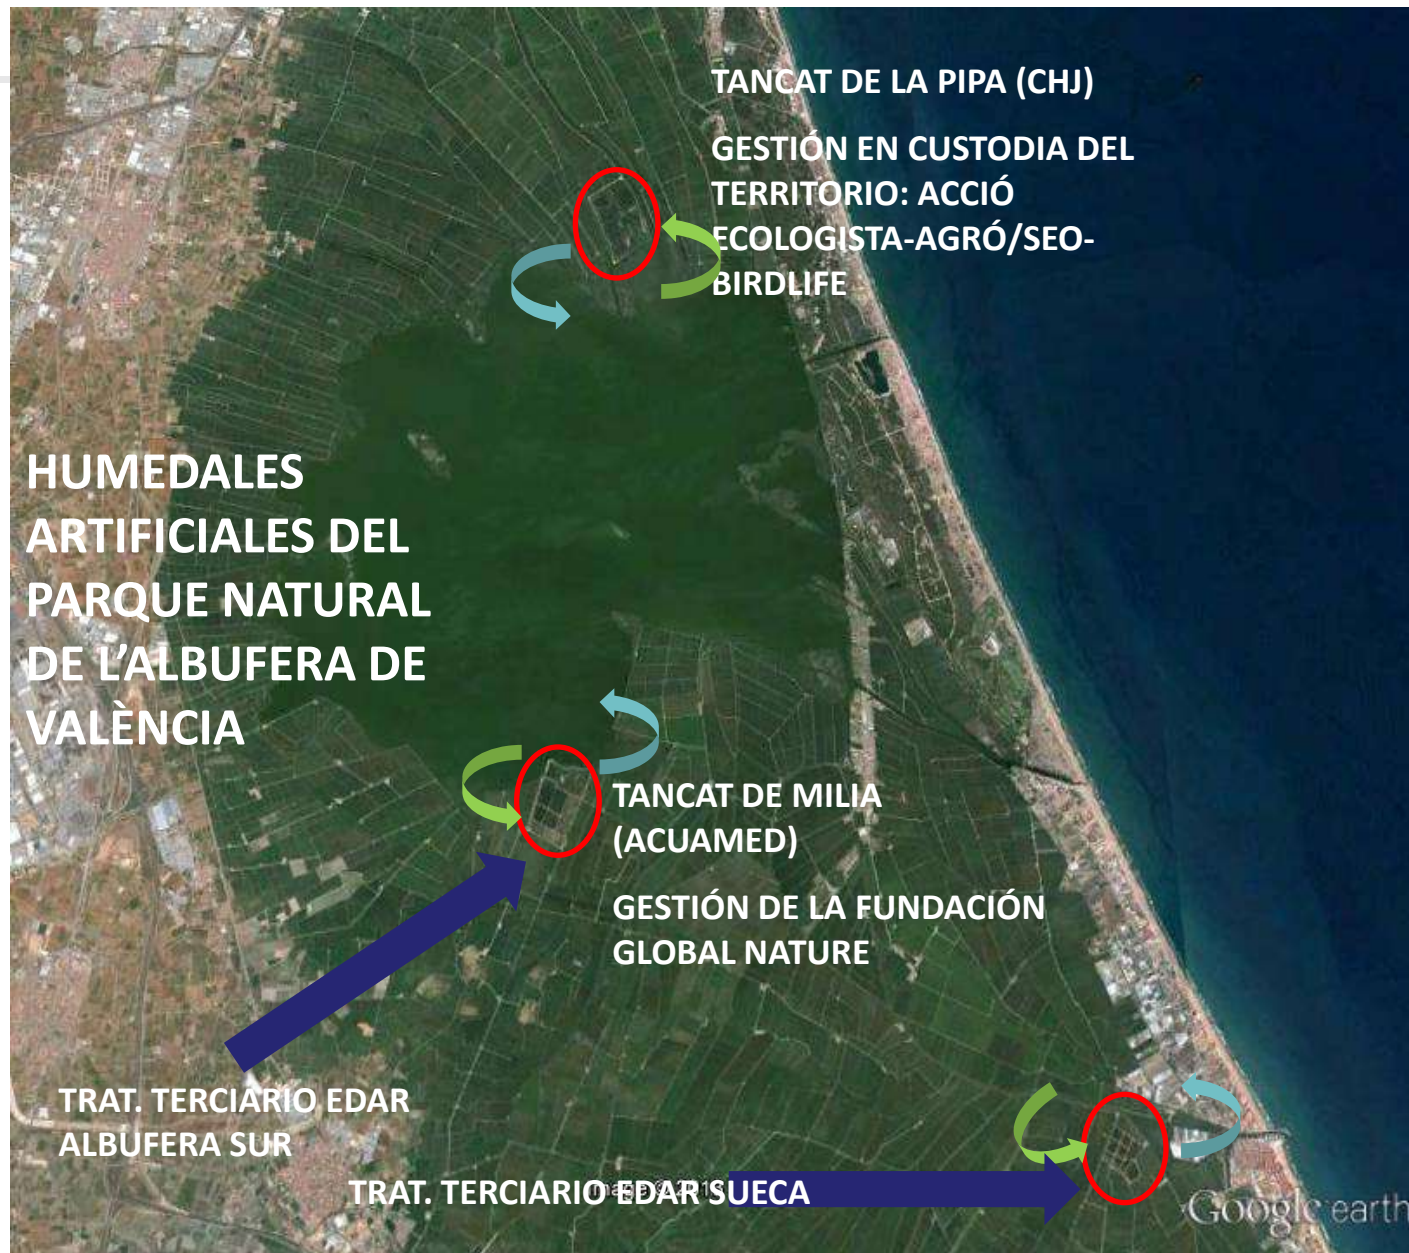 TANCAT DE LA PIPA (CHJ)
GESTIÓN EN CUSTODIA DEL
TERRITORIO: ACCIÓ
ECOLOGISTA-AGRÓ/SEO-
BIRDLIFE
HUMEDALES
ARTIFICIALES DEL
PARQUE NATURAL
DE L'ALBUFERA DE
VALÈNCIA
TANCAT DE MILIA
(ACUAMED)
GESTIÓN DE LA FUNDACIÓN
GLOBAL NATURE
TRAT. TERCIARIO EDAR
ALBUFERA SUR
TRAT. TERCIARIO EDAR SUECA
Google earth